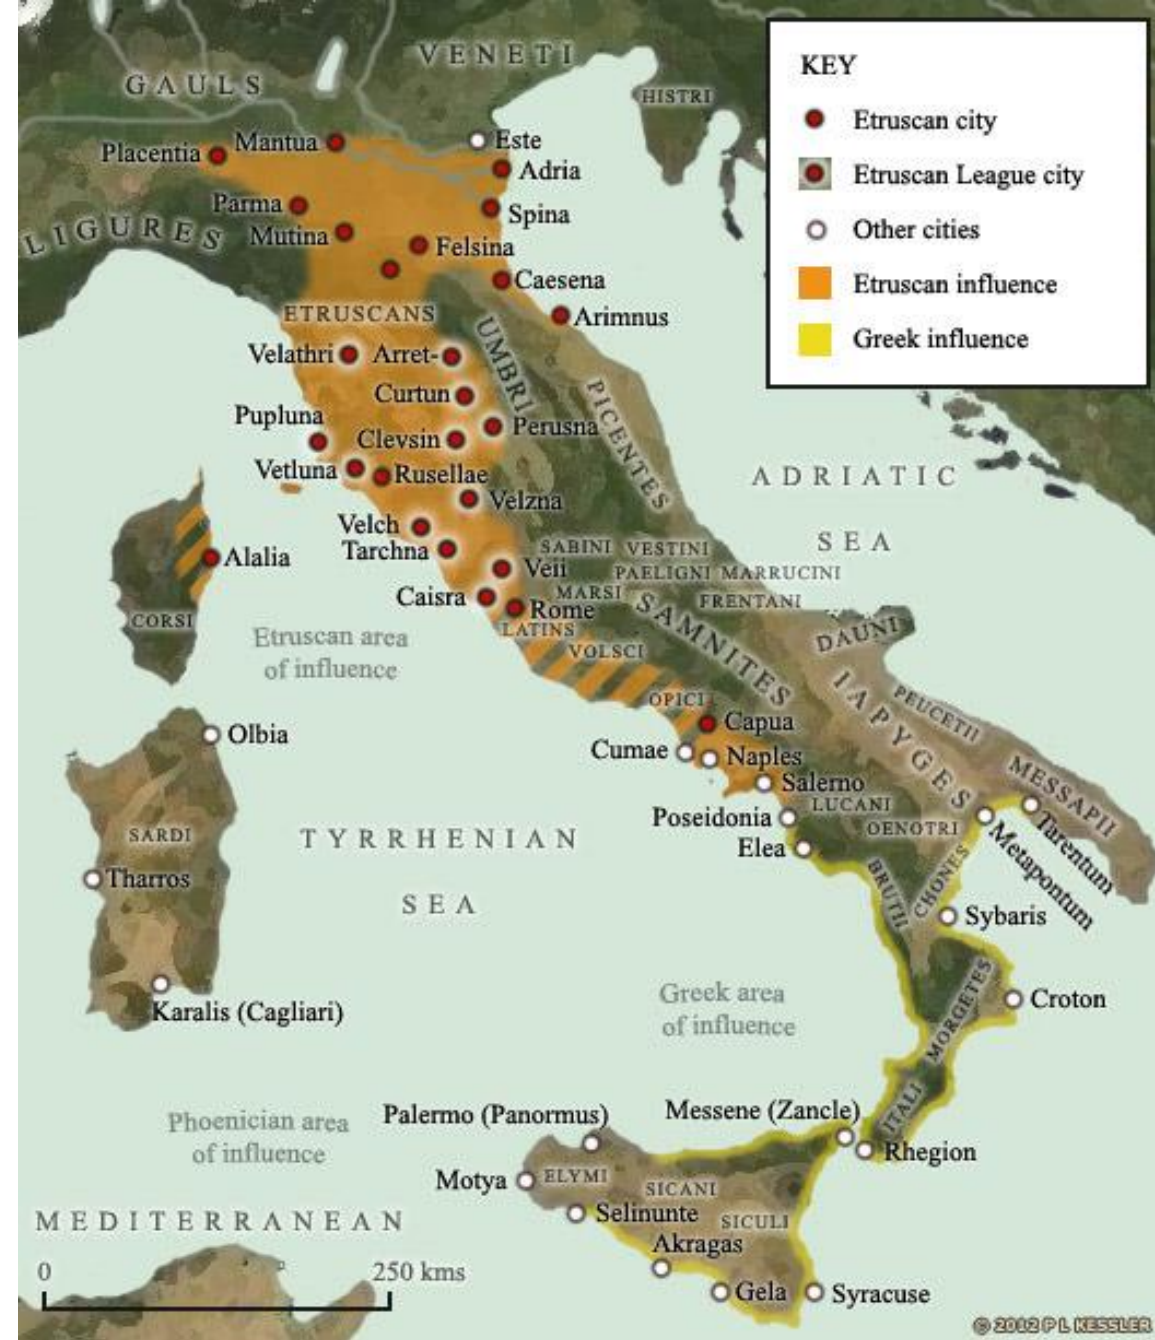 VENETI
GAULS
HISTRI
KEY
Etruscan city
Etruscan League city
Other cities
Etruscan influence
Greek influence
Placentia
Mantua
Este
Adria
Parma
Spina
LIGURES
Mutina
Felsina
Caesena
ETRUSCANS
Arimnus
UMBRI
Velathri
Arret-
PICENTES
Curtun
Pupluna
Clevsin
Perusna
Vetluna
Rusellae
ADRIATIC
SEA
Velzna
Velch
Tarchna
SABINI
VESTINI
Alalia
Veii
PAELIGNI
MARRUCINI
Caisra
MARSI
FRENTANI
Rome
SAMNITES
CORSI
LATINS
DAUNI
Etruscan area
of influence
VOLSCI
IAPYGES
OPICI
PEUCETII
Capua
Olbia
Cumae
Naples
MESSAPII
Salerno
Poseidonia
LUCANI
OENOTRI
SARDI
TYRRHENIAN
SEA
Elea
Metapontum
Tarentum
Tharros
BRUTII
CHONES
Sybaris
Karalis (Cagliari)
Greek area
of influence
MORGETES
Croton
Phoenician area
of influence
Palermo (Panormus)
Messene (Zancle)
ITALI
Rhegion
Motya
ELYMI
SICANI
Selinunte
SICULI
MEDITERRANEAN
Akragas
0
250 kms
Gela
Syracuse
© 2012 P L KESSLER